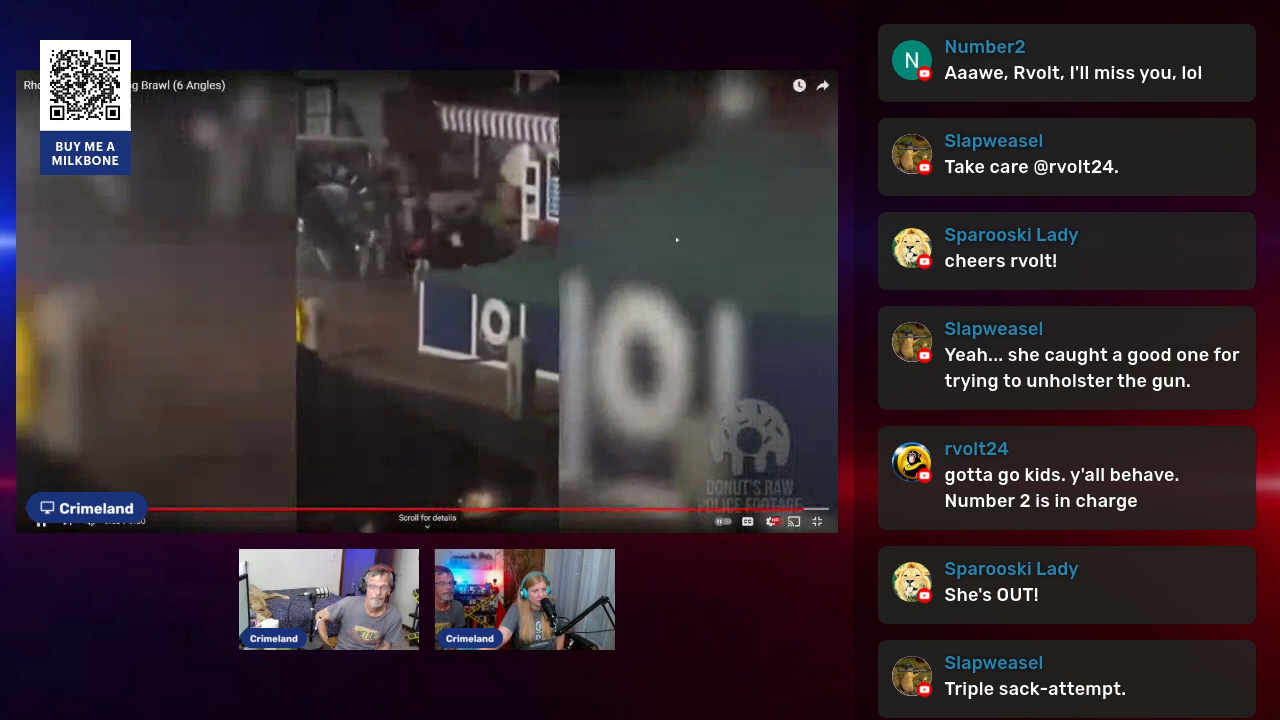 Rho
g Brawl (6 Angles)
BUY ME A
MILKBONE
DONUT'S RAW
POLICE FOOTAGE
Crimeland
Scroll for details
CC
HD
Crimeland
Crimeland
N
Number2
Aaawe, Rvolt, I'll miss you, lol
Slapweasel
Take care @rvolt24.
Sparooski Lady
cheers rvolt!
Slapweasel
Yeah... she caught a good one for
trying to unholster the gun.
rvolt24
gotta go kids. y'all behave.
Number 2 is in charge
Sparooski Lady
She's OUT!
Slapweasel
Triple sack-attempt.